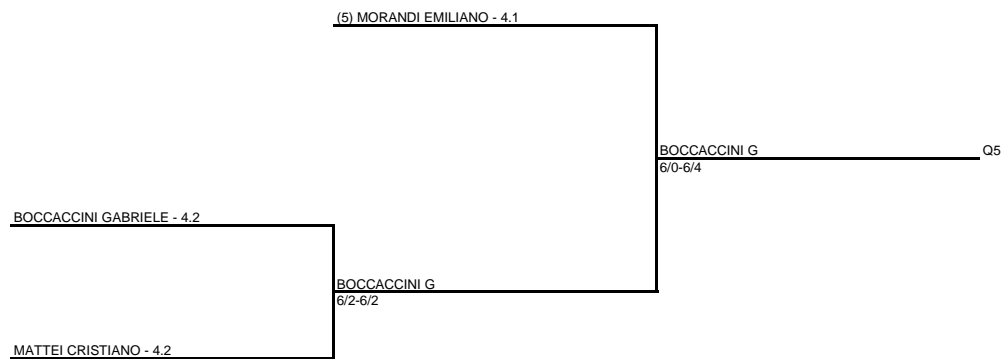 (5) MORANDI EMILIANO - 4.1
BOCCACCINI G
Q5
6/0-6/4
BOCCACCINI GABRIELE - 4.2
BOCCACCINI G
6/2-6/2
MATTEI CRISTIANO - 4.2